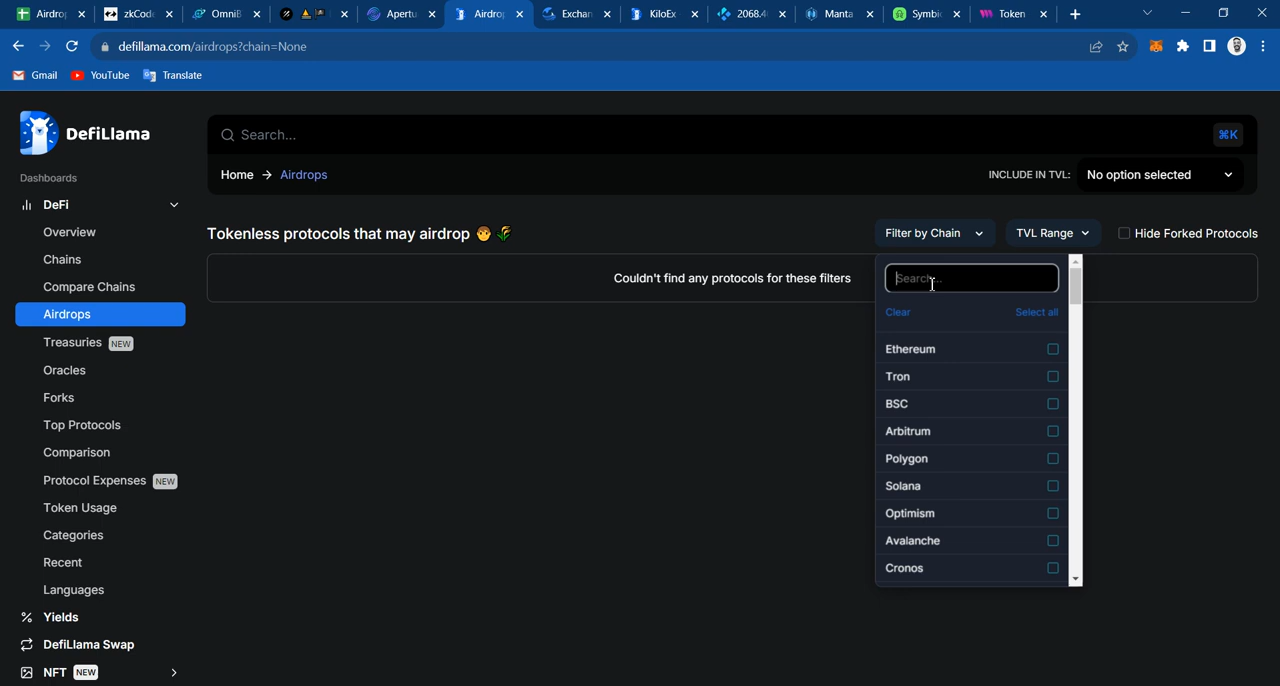 Airdrop
zkCod
OmniB
Apertu
Airdrop
Exchan
KiloEx
2068.4
Manta
Symbi
Token
defillama.com/airdrops?chain=None
Gmail
YouTube
Translate
DefiLlama
Search...
⌘K
Home → Airdrops
INCLUDE IN TVL:
No option selected
Dashboards
DeFi
Overview
Chains
Compare Chains
Airdrops
Treasuries NEW
Oracles
Forks
Top Protocols
Comparison
Protocol Expenses NEW
Token Usage
Categories
Recent
Languages
Yields
DefiLlama Swap
NFT NEW
Tokenless protocols that may airdrop
Filter by Chain
TVL Range
Hide Forked Protocols
Couldn't find any protocols for these filters
Search...
Clear
Select all
Ethereum
Tron
BSC
Arbitrum
Polygon
Solana
Optimism
Avalanche
Cronos